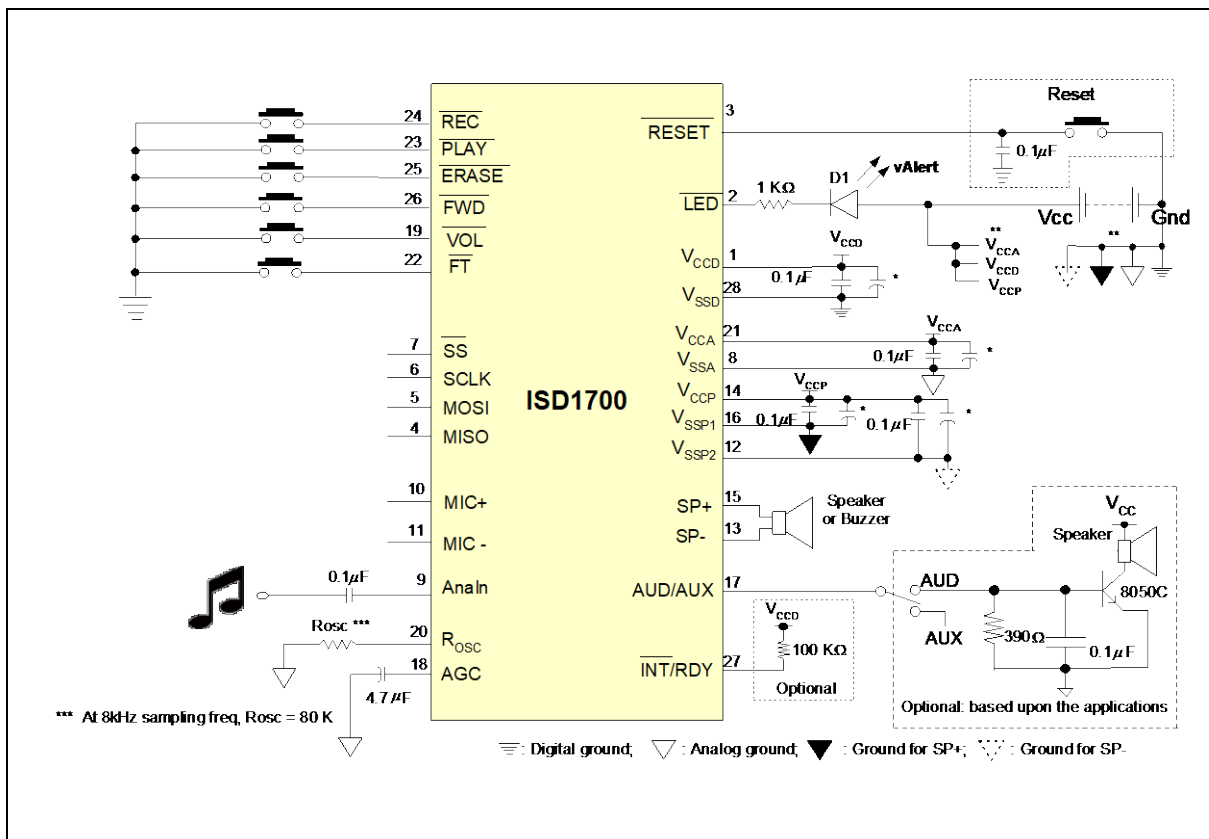 24
REC
23
PLAY
25
ERASE
26
FWD
19
VOL
22
FT
7
SS
6
SCLK
5
MOSI
4
MISO
10
MIC+
11
MIC -
0.1µF
9
AnaIn
Rosc ***
20
ROSC
18
AGC
4.7µF
*** At 8kHz sampling freq, Rosc = 80 K
ISD1700
3
RESET
Reset
0.1µF
2
LED
1 KΩ
D1
vAlert
Vcc
Gnd
**
VCCA
VCCD
VCCP
**
VCCD
1
VCCD
0.1µF
*
28
VSSD
21
VCCA
VCCA
0.1µF
*
8
VSSA
14
VCCP
VCCP
0.1µF
*
0.1µF
*
16
VSSP1
12
VSSP2
15
SP+
13
SP-
Speaker
or Buzzer
17
AUD/AUX
AUD
AUX
VCC
Speaker
8050C
390Ω
0.1µF
Optional: based upon the applications
VCCD
100 KΩ
27
INT/RDY
Optional
: Digital ground;
: Analog ground;
: Ground for SP+;
: Ground for SP-